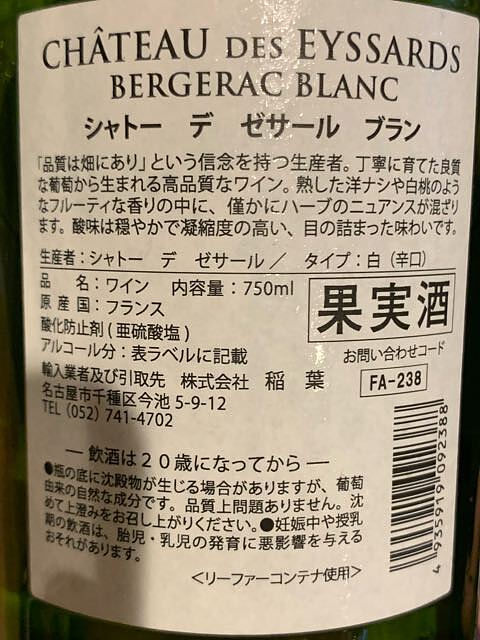 CHÂTEAU DES EYSSARDS
BERGERAC BLANC
シャトー デ ゼサール ブラン
「品質は畑にあり」という信念を持つ生産者。丁寧に育てた良質
な葡萄から生まれる高品質なワイン。熟した洋ナシや白桃のよう
なフルーティな香りの中に、僅かにハーブのニュアンスが混ざり
ます。酸味は穏やかで凝縮度の高い、目の詰まった味わいです。
生産者：シャトー デ ゼサール／ タイプ：白（辛口）
品 名：ワイン 内容量：750ml
原 産 国：フランス
酸化防止剤(亜硫酸塩)
アルコール分：表ラベルに記載
果実酒
お問い合わせコード
FA-238
輸入業者及び引取先 株式会社 稲 葉
名古屋市千種区今池 5-9-12
TEL (052) 741-4702
― 飲酒は２０歳になってから ―
●瓶の底に沈殿物が生じる場合がありますが、葡萄
由来の自然な成分です。品質上問題ありません。沈
めて上澄みをお召し上がりください。●妊娠中や授乳
期の飲酒は、胎児・乳児の発育に悪影響を与える
おそれがあります。
＜リーファーコンテナ使用＞
4 935919 092388